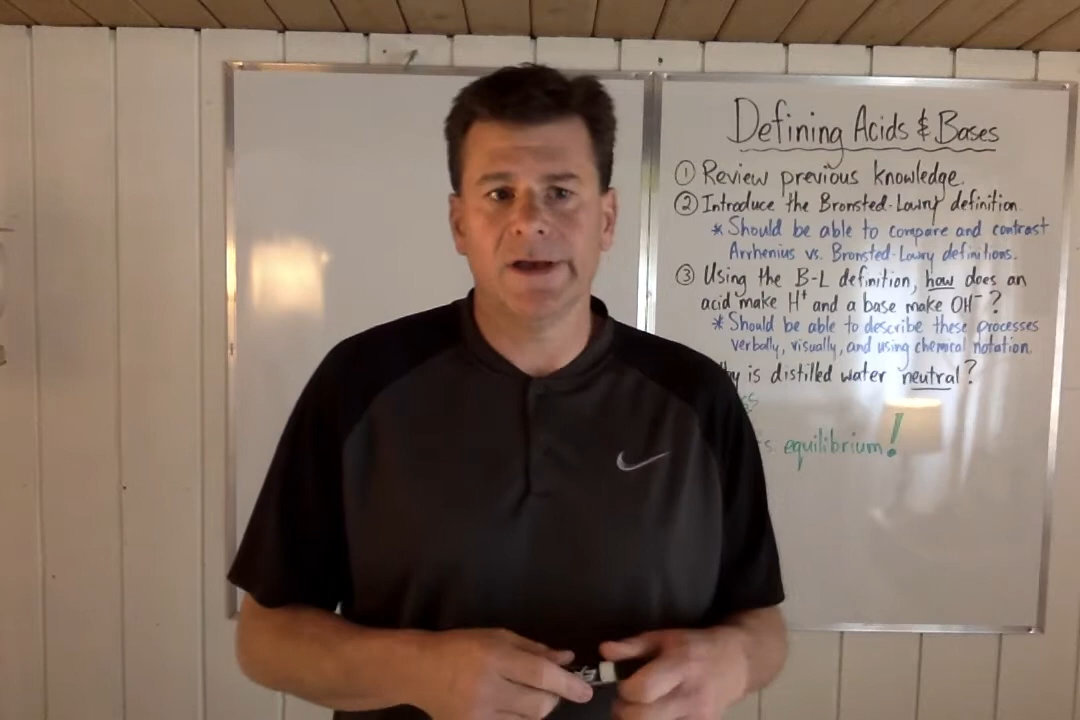 Defining Acids & Bases
① Review previous knowledge.
② Introduce the Bronsted-Lowry definition.
* Should be able to compare and contrast
Arrhenius vs. Bronsted-Lowry definitions.
③ Using the B-L definition, how does an
acid make H⁺ and a base make OH⁻?
* Should be able to describe these processes
verbally, visually, and using chemical notation.
is distilled water neutral?
equilibrium!